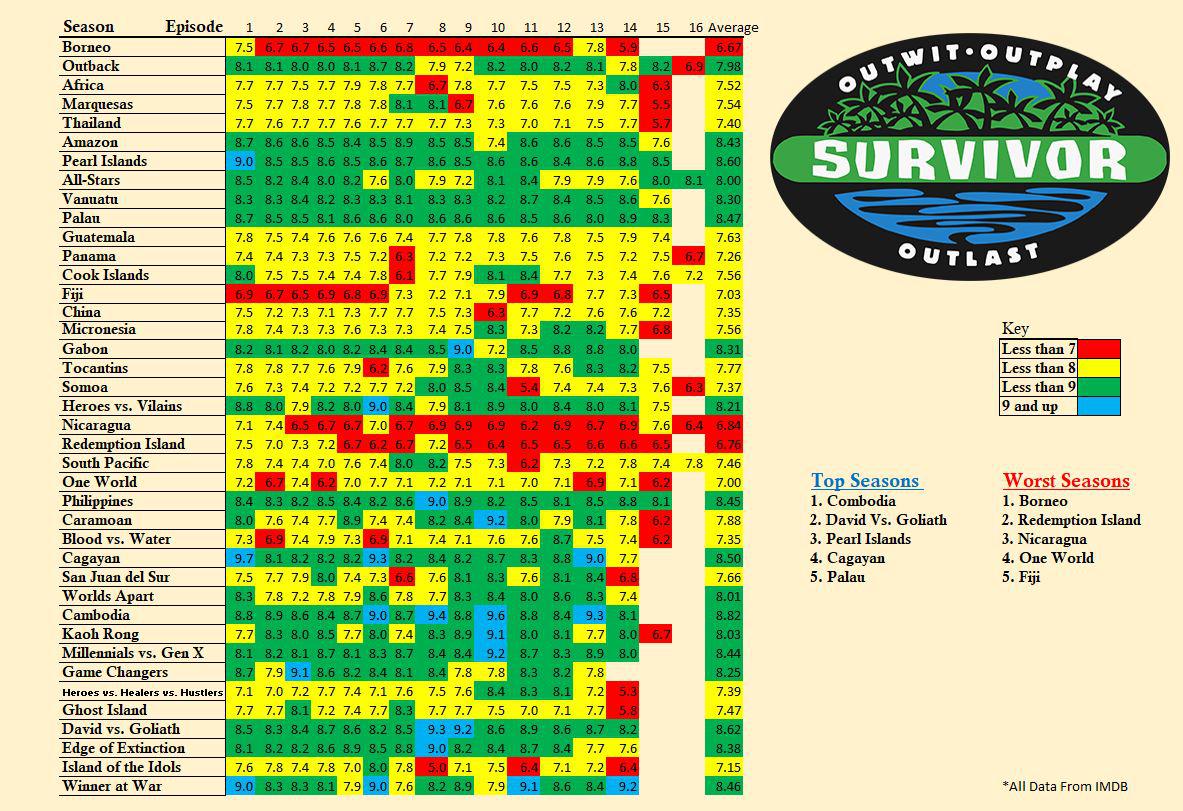 Season Episode 1 2 3 4 5 6 7 8 9 10 11 12 13 14 15 16 Average
Borneo 7.5 6.7 6.7 6.5 6.5 6.6 6.8 6.5 6.4 6.4 6.6 6.5 7.8 5.9 6.67
Outback 8.1 8.1 8.0 8.0 8.1 8.7 8.2 7.9 7.2 8.2 8.0 8.2 8.1 7.8 8.2 6.9 7.98
Africa 7.7 7.7 7.5 7.7 7.9 7.8 7.7 6.7 7.8 7.7 7.5 7.5 7.3 8.0 6.3 7.52
Marquesas 7.5 7.7 7.8 7.7 7.8 7.8 8.1 8.1 6.7 7.6 7.6 7.6 7.9 7.7 5.5 7.54
Thailand 7.7 7.6 7.7 7.7 7.6 7.7 7.7 7.7 7.3 7.3 7.0 7.1 7.5 7.7 5.7 7.40
Amazon 8.7 8.6 8.6 8.5 8.4 8.5 8.9 8.5 8.5 7.4 8.6 8.6 8.5 8.5 7.6 8.43
Pearl Islands 9.0 8.5 8.5 8.6 8.5 8.6 8.7 8.6 8.5 8.6 8.6 8.4 8.6 8.8 8.5 8.60
All-Stars 8.5 8.2 8.4 8.0 8.2 7.6 8.0 7.9 7.2 8.1 8.4 7.9 7.9 7.6 8.0 8.1 8.00
Vanuatu 8.3 8.3 8.4 8.2 8.3 8.3 8.1 8.3 8.3 8.2 8.7 8.4 8.5 8.6 7.6 8.30
Palau 8.7 8.5 8.5 8.1 8.6 8.6 8.0 8.6 8.6 8.6 8.5 8.6 8.0 8.9 8.3 8.47
Guatemala 7.8 7.5 7.4 7.6 7.6 7.6 7.4 7.7 7.8 7.8 7.6 7.8 7.5 7.9 7.4 7.63
Panama 7.4 7.4 7.3 7.3 7.5 7.2 6.3 7.2 7.2 7.3 7.5 7.6 7.5 7.2 7.5 6.7 7.26
Cook Islands 8.0 7.5 7.5 7.4 7.4 7.8 6.1 7.7 7.9 8.1 8.4 7.7 7.3 7.4 7.6 7.2 7.56
Fiji 6.9 6.7 6.5 6.9 6.8 6.9 7.3 7.2 7.1 7.9 6.9 6.8 7.7 7.3 6.5 7.03
China 7.5 7.2 7.3 7.1 7.3 7.7 7.7 7.5 7.3 6.3 7.7 7.2 7.6 7.6 7.2 7.35
Micronesia 7.8 7.4 7.3 7.3 7.6 7.3 7.3 7.4 7.5 8.3 7.3 8.2 8.2 7.7 6.8 7.56
Gabon 8.2 8.1 8.2 8.0 8.2 8.4 8.4 8.5 9.0 7.2 8.5 8.8 8.8 8.0 8.31
Tocantins 7.8 7.8 7.7 7.6 7.9 6.2 7.6 7.9 8.3 8.3 7.8 7.6 8.3 8.2 7.5 7.77
Somoa 7.6 7.3 7.4 7.2 7.2 7.7 7.2 8.0 8.5 8.4 5.4 7.4 7.4 7.3 7.6 6.3 7.37
Heroes vs. Vilains 8.8 8.0 7.9 8.2 8.0 9.0 8.4 7.9 8.1 8.9 8.0 8.4 8.0 8.1 7.5 8.21
Nicaragua 7.1 7.4 6.5 6.7 6.7 7.0 6.7 6.9 6.9 6.9 6.2 6.9 6.7 6.9 7.6 6.4 6.84
Redemption Island 7.5 7.0 7.3 7.2 6.7 6.2 6.7 7.2 6.5 6.4 6.5 6.5 6.6 6.6 6.5 6.76
South Pacific 7.8 7.4 7.4 7.0 7.6 7.4 8.0 8.2 7.5 7.3 6.2 7.3 7.2 7.8 7.4 7.8 7.46
One World 7.2 6.7 7.4 6.2 7.0 7.7 7.1 7.2 7.1 7.1 7.0 7.1 6.9 7.1 6.2 7.00
Philippines 8.4 8.3 8.2 8.5 8.4 8.2 8.6 9.0 8.9 8.2 8.5 8.1 8.5 8.8 8.1 8.45
Caramoan 8.0 7.6 7.4 7.7 8.9 7.4 7.4 8.2 8.4 9.2 8.0 7.9 8.1 7.8 6.2 7.88
Blood vs. Water 7.3 6.9 7.4 7.9 7.3 6.9 7.1 7.4 7.1 7.6 7.6 8.7 7.5 7.4 6.2 7.35
Cagayan 9.7 8.1 8.2 8.2 8.2 9.3 8.2 8.4 8.2 8.7 8.3 8.8 9.0 7.7 8.50
San Juan del Sur 7.5 7.7 7.9 8.0 7.4 7.3 6.6 7.6 8.1 8.3 7.6 8.1 8.4 6.8 7.66
Worlds Apart 8.3 7.8 7.2 7.8 7.9 8.6 7.8 7.7 8.3 8.4 8.0 8.6 8.3 7.4 8.01
Cambodia 8.8 8.9 8.6 8.4 8.7 9.0 8.7 9.4 8.8 9.6 8.8 8.4 9.3 8.1 8.82
Kaoh Rong 7.7 8.3 8.0 8.5 7.7 8.0 7.4 8.3 8.9 9.1 8.0 8.1 7.7 8.0 6.7 8.03
Millennials vs. Gen X 8.1 8.2 8.1 8.7 8.1 8.3 8.7 8.4 8.4 9.2 8.7 8.3 8.9 8.0 8.44
Game Changers 8.7 7.9 9.1 8.6 8.2 8.4 8.1 8.4 7.8 7.8 8.3 8.2 7.8 8.25
Heroes vs. Healers vs. Hustlers 7.1 7.0 7.2 7.7 7.4 7.1 7.6 7.5 7.6 8.4 8.3 8.1 7.2 5.3 7.39
Ghost Island 7.7 7.7 8.1 7.2 7.4 7.7 8.3 7.7 7.7 7.5 7.0 7.1 7.7 5.8 7.47
David vs. Goliath 8.5 8.3 8.4 8.7 8.6 8.2 8.5 9.3 9.2 8.6 8.9 8.6 8.7 8.2 8.62
Edge of Extinction 8.1 8.2 8.2 8.6 8.9 8.5 8.8 9.0 8.2 8.4 8.7 8.4 7.7 7.6 8.38
Island of the Idols 7.6 7.8 7.4 7.8 7.0 8.0 7.8 5.0 7.1 7.5 6.4 7.1 7.2 6.4 7.15
Winner at War 9.0 8.3 8.3 8.1 7.9 9.0 7.6 8.2 8.9 7.9 9.1 8.6 8.4 9.2 8.46
OUTWIT·OUTPLAY
SURVIVOR
OUTLAST
Key
Less than 7
Less than 8
Less than 9
9 and up
Top Seasons
1. Combodia
2. David Vs. Goliath
3. Pearl Islands
4. Cagayan
5. Palau
Worst Seasons
1. Borneo
2. Redemption Island
3. Nicaragua
4. One World
5. Fiji
*All Data From IMDB